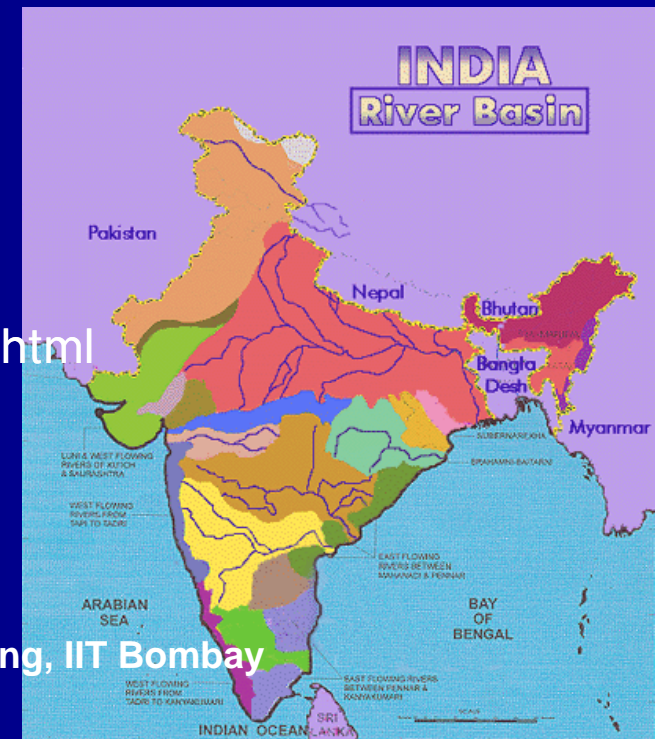 INDIA
River Basin
Pakistan
Nepal
Bhutan
html
Bangla
Desh
Myanmar
SUBERNAREKHA
BRAHAMNI-BAITARNI
LUNI & WEST FLOWING
RIVERS OF KUTCH
& SAURASHTRA
WEST FLOWING
RIVERS FROM
TAPI TO TADRI
EAST FLOWING
RIVERS BETWEEN
MAHANADI & PENNAR
ARABIAN
SEA
BAY
OF
BENGAL
ng, IIT Bombay
WEST FLOWING
RIVERS FROM
TADRI TO KANYAKUMARI
EAST FLOWING RIVERS
BETWEEN PENNAR &
KANYAKUMARI
SCALE
INDIAN OCEAN
SRI
LANKA